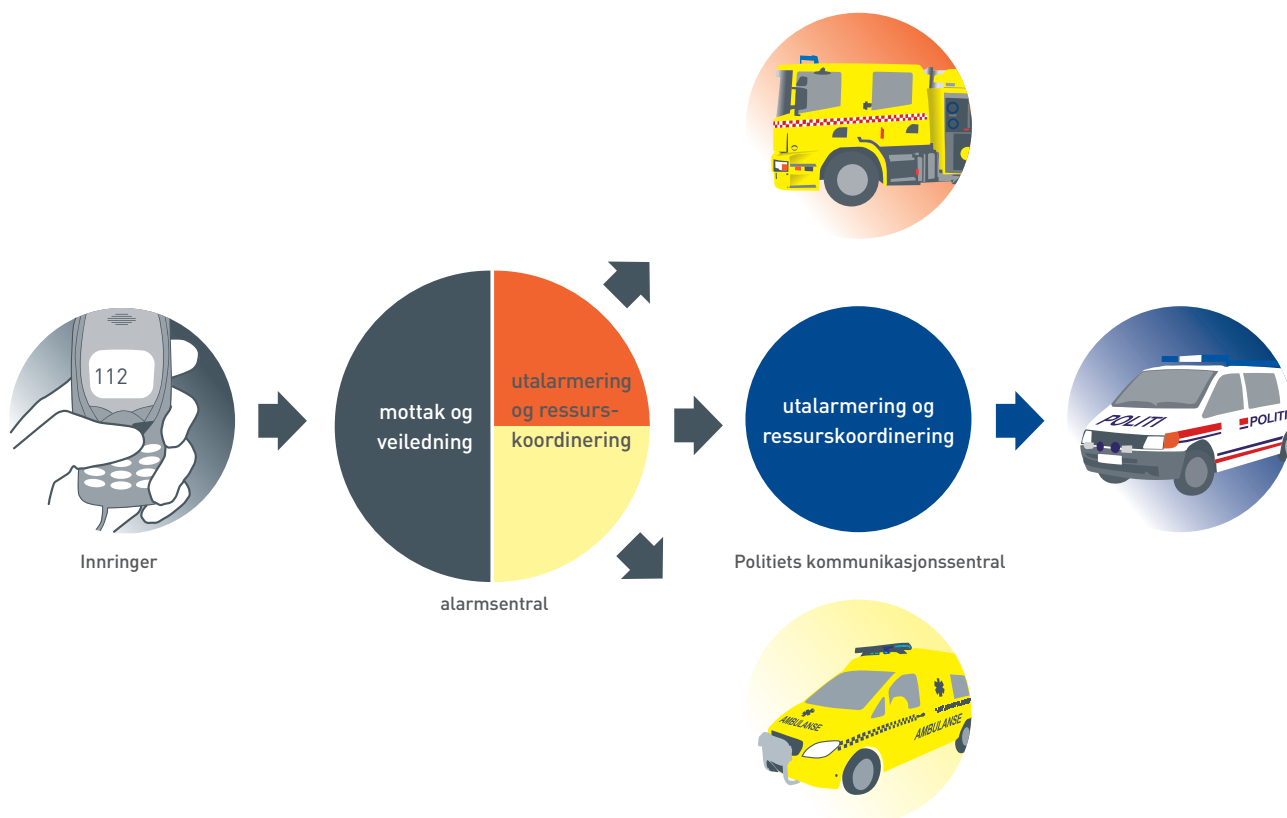 112
Innringer
mottak og
veiledning
utalarmering
og ressurs-
koordinering
alarmsentral
utalarmering og
ressurskoordinering
Politiets kommunikasjonssentral
POLITI
POLITI
AMBULANSE
AMBULANSE